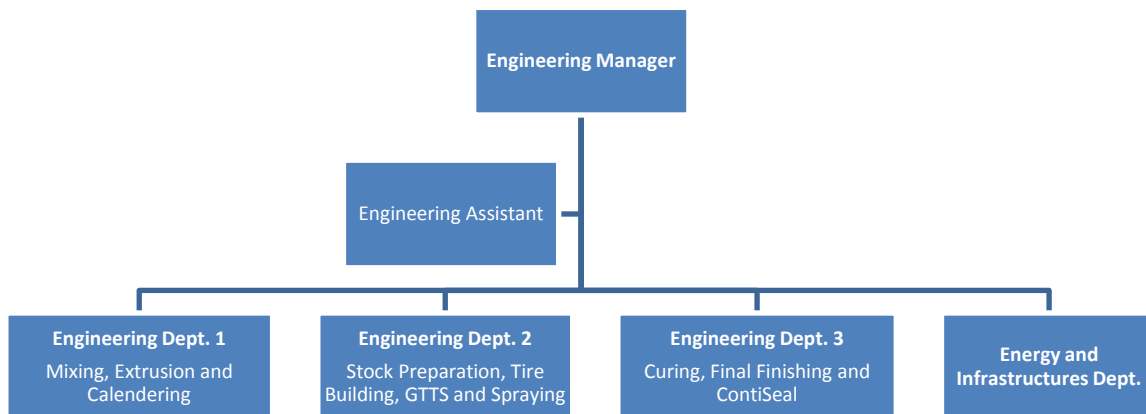 Engineering Manager
Engineering Assistant
Engineering Dept. 1
Mixing, Extrusion and
Calendering
Engineering Dept. 2
Stock Preparation, Tire
Building, GTTS and Spraying
Engineering Dept. 3
Curing, Final Finishing and
ContiSeal
Energy and
Infrastructures Dept.